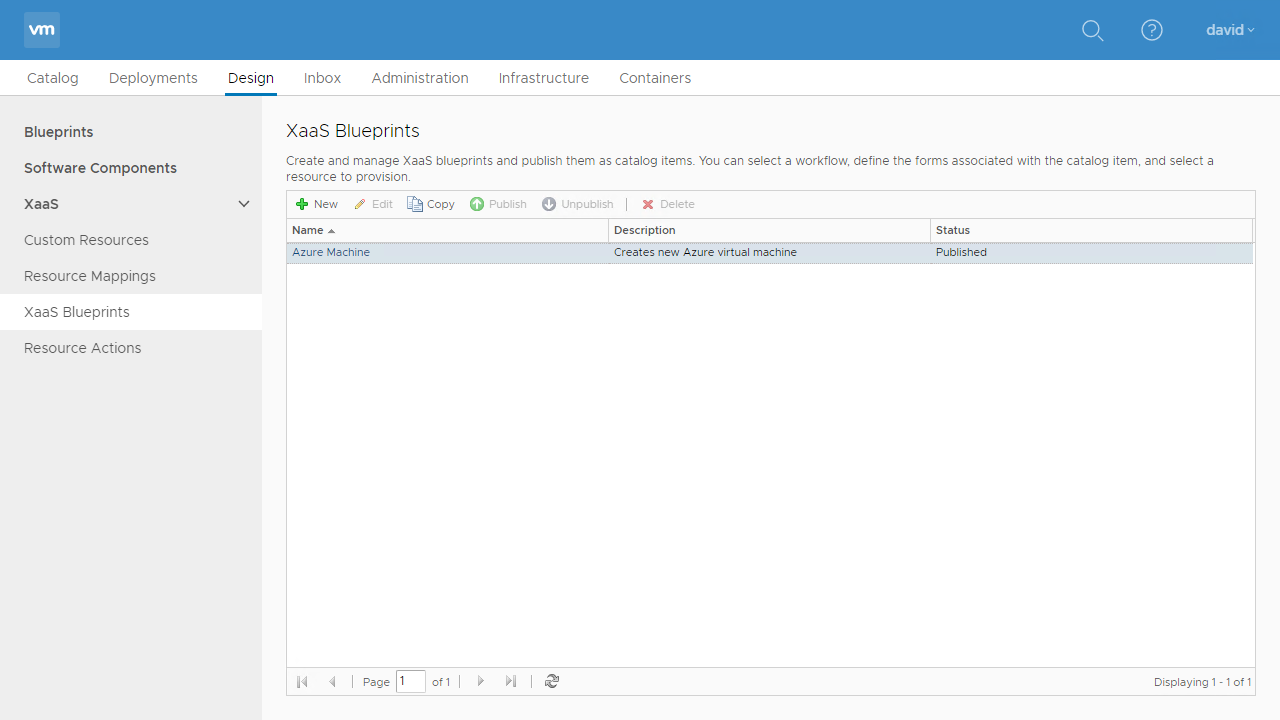 vm
david
Catalog Deployments Design Inbox Administration Infrastructure Containers
Blueprints
Software Components
XaaS
Custom Resources
Resource Mappings
XaaS Blueprints
Resource Actions
XaaS Blueprints
Create and manage XaaS blueprints and publish them as catalog items. You can select a workflow, define the forms associated with the catalog item, and select a
resource to provision.
New Edit Copy Publish Unpublish | Delete
Name Description Status
Azure Machine Creates new Azure virtual machine Published
Page 1 of 1 Displaying 1 - 1 of 1